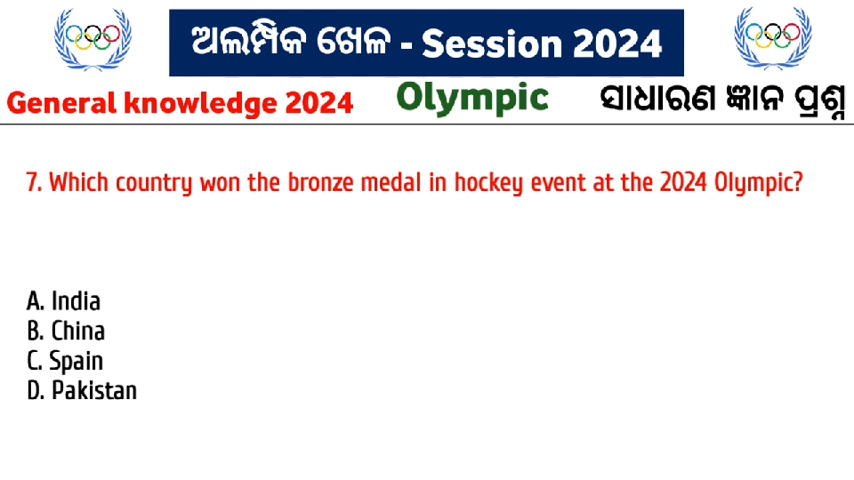 ଅଲମ୍ପିକ ଖେଳ - Session 2024
General knowledge 2024 Olympic ସାଧାରଣ ଜ୍ଞାନ ପ୍ରଶ୍ନ
7. Which country won the bronze medal in hockey event at the 2024 Olympic?
A. India
B. China
C. Spain
D. Pakistan